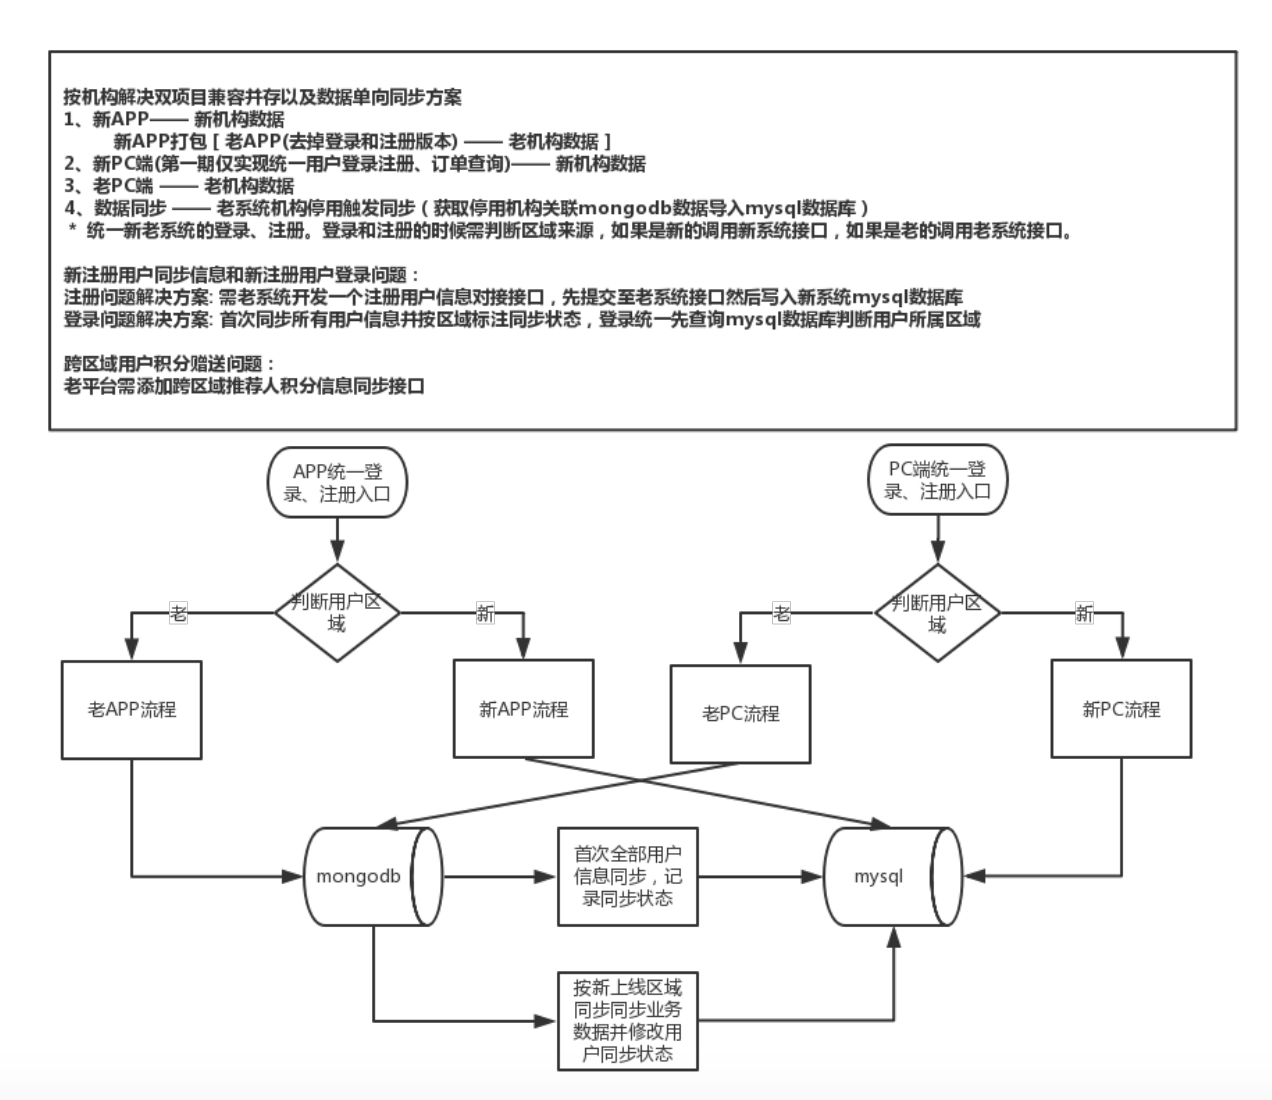 按机构解决双项目兼容并存以及数据单向同步方案
1、新APP—— 新机构数据
新APP打包 [ 老APP(去掉登录和注册版本) —— 老机构数据 ]
2、新PC端(第一期仅实现统一用户登录注册、订单查询)—— 新机构数据
3、老PC端 —— 老机构数据
4、数据同步 —— 老系统机构停用触发同步（获取停用机构关联mongodb数据导入mysql数据库）
* 统一新老系统的登录、注册。登录和注册的时候需判断区域来源，如果是新的调用新系统接口，如果是老的调用老系统接口。
新注册用户同步信息和新注册用户登录问题：
注册问题解决方案: 需老系统开发一个注册用户信息对接接口，先提交至老系统接口然后写入新系统mysql数据库
登录问题解决方案: 首次同步所有用户信息并按区域标注同步状态，登录统一先查询mysql数据库判断用户所属区域
跨区域用户积分赠送问题：
老平台需添加跨区域推荐人积分信息同步接口
APP统一登
录、注册入口
PC端统一登
录、注册入口
判断用户区
域
判断用户区
域
老
新
老
新
老APP流程
新APP流程
老PC流程
新PC流程
mongodb
首次全部用户
信息同步，记
录同步状态
mysql
按新上线区域
同步同步业务
数据并修改用
户同步状态